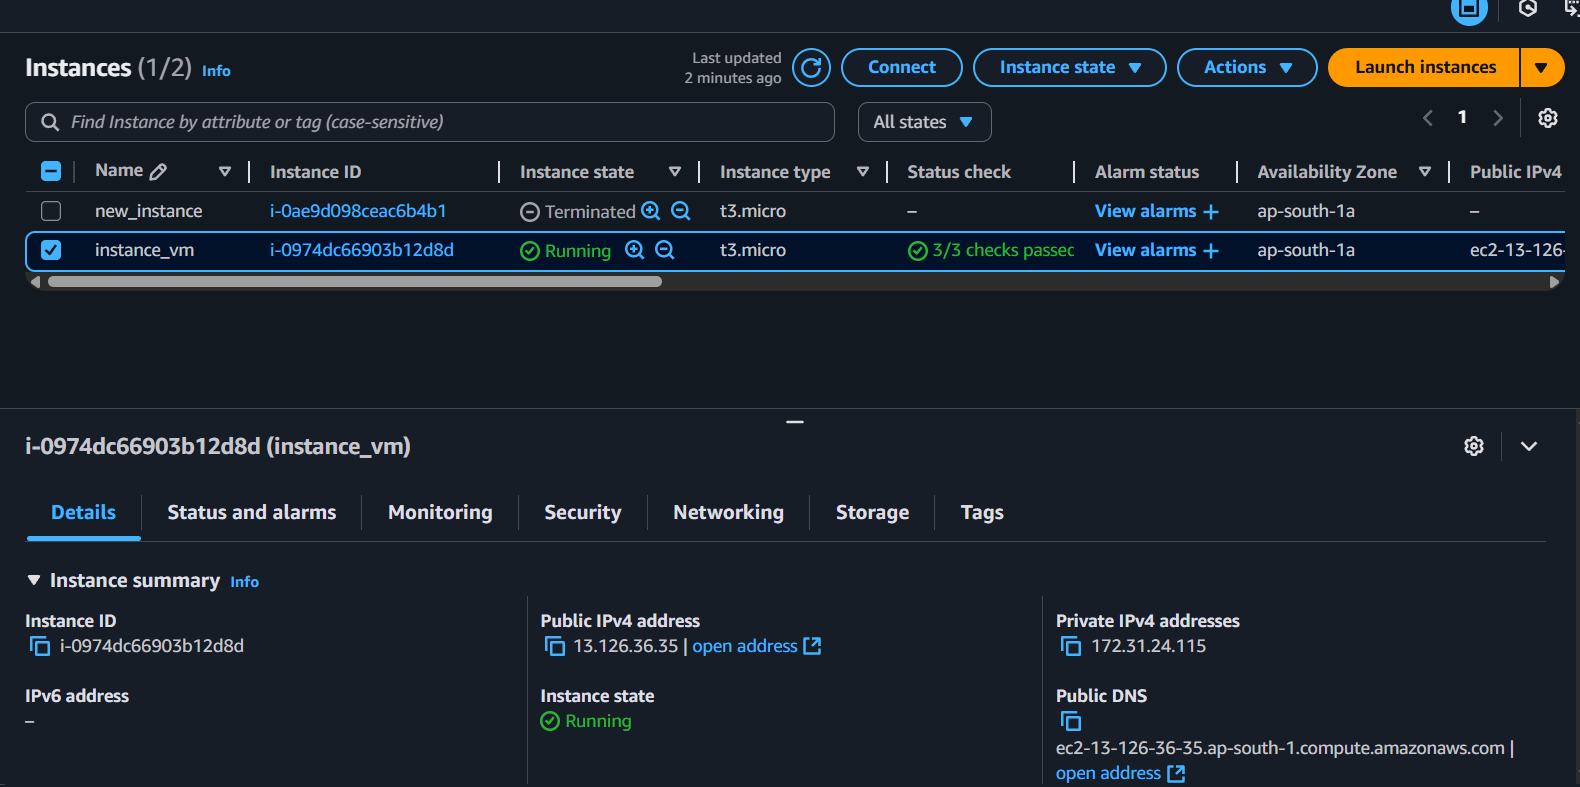 Instances (1/2) Info
Last updated
2 minutes ago
Connect
Instance state
Actions
Launch instances
Find Instance by attribute or tag (case-sensitive)
All states
1
Name Instance ID Instance state Instance type Status check Alarm status Availability Zone Public IPv4
new_instance i-0ae9d098ceac6b4b1 Terminated t3.micro – View alarms + ap-south-1a –
instance_vm i-0974dc66903b12d8d Running t3.micro 3/3 checks passed View alarms + ap-south-1a ec2-13-126-
i-0974dc66903b12d8d (instance_vm)
Details Status and alarms Monitoring Security Networking Storage Tags
Instance summary Info
Instance ID
i-0974dc66903b12d8d
Public IPv4 address
13.126.36.35 | open address
Private IPv4 addresses
172.31.24.115
IPv6 address
–
Instance state
Running
Public DNS
ec2-13-126-36-35.ap-south-1.compute.amazonaws.com |
open address